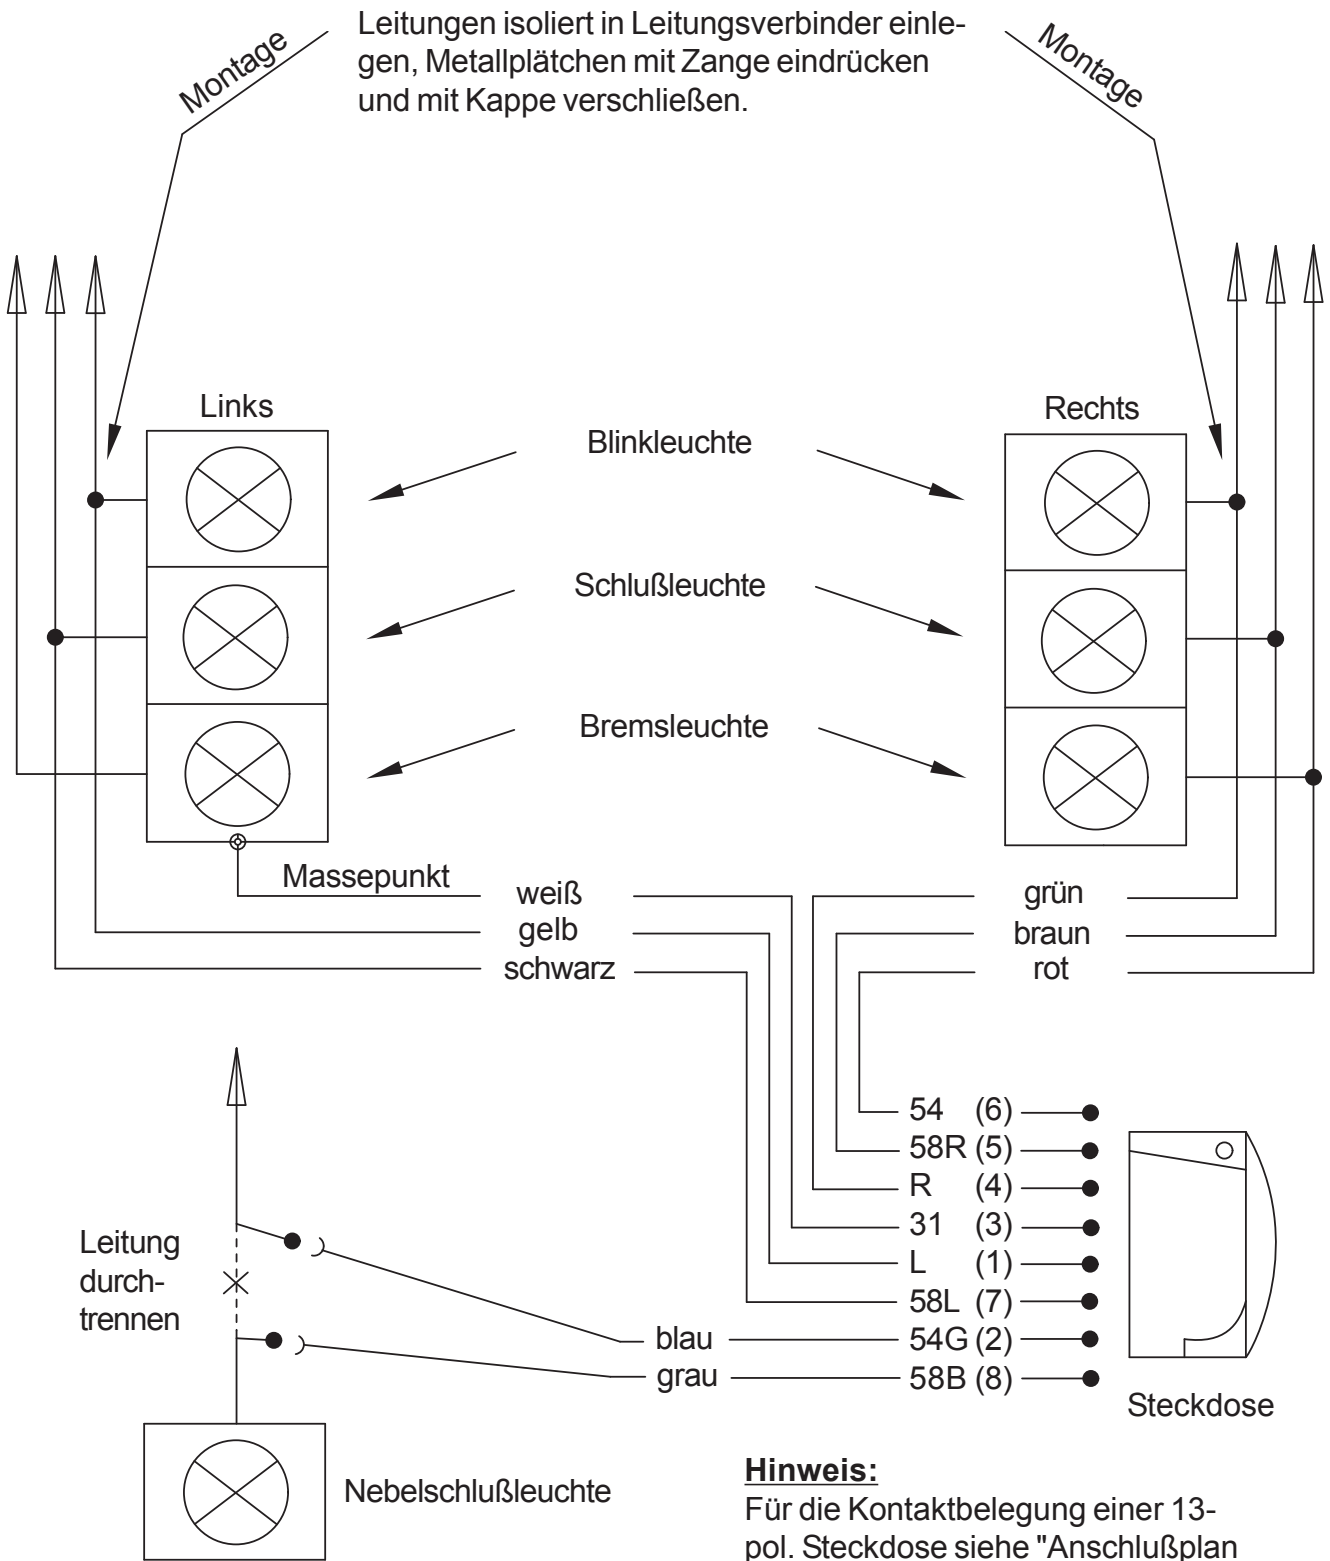 Leitungen isoliert in Leitungsverbinder einle-
gen, Metallplätchen mit Zange eindrücken
und mit Kappe verschließen.
Montage
Montage
Links
Rechts
Blinkleuchte
Schlußleuchte
Bremsleuchte
Massepunkt
weiß
gelb
schwarz
grün
braun
rot
54 (6)
58R (5)
R (4)
31 (3)
L (1)
58L (7)
54G (2)
58B (8)
Leitung
durch-
trennen
blau
grau
Steckdose
Nebelschlußleuchte
Hinweis:
Für die Kontaktbelegung einer 13-
pol. Steckdose siehe "Anschlußplan